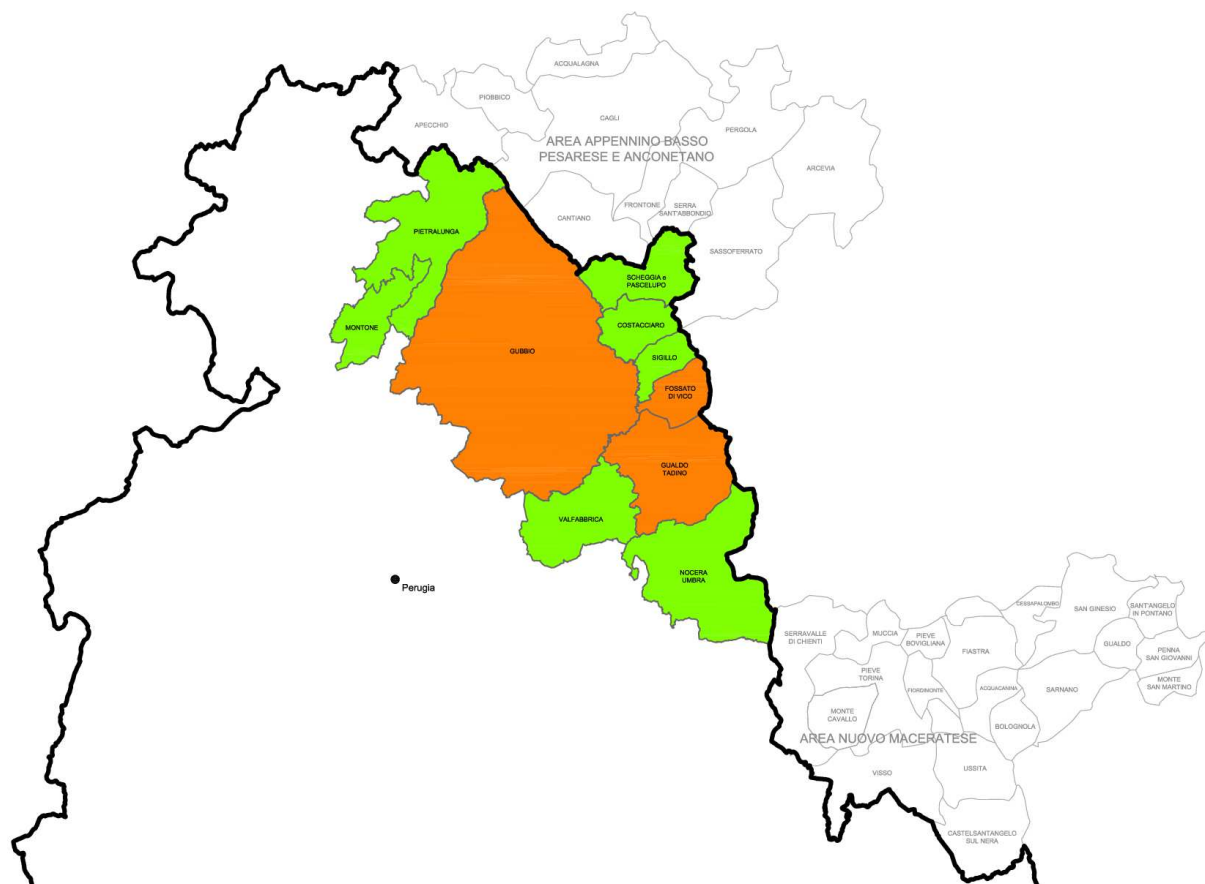 ACQUALAGNA
PIOBBICO
CAGLI
APECCHIO
PERGOLA
AREA APPENNINO BASSO
PESARESE E ANCONETANO
ARCEVIA
FRONTONE
SERRA
SANT'ABBONDIO
CANTIANO
PIETRALUNGA
SASSOFERRATO
SCHEGGIA e
PASCELUPO
COSTACCIARO
MONTONE
GUBBIO
SIGILLO
FOSSATO
DI VICO
GUALDO
TADINO
VALFABBRICA
NOCERA
UMBRA
Perugia
CESSAPALOMBO
SAN GINESIO
SANT'ANGELO
IN PONTANO
SERRAVALLE
DI CHIENTI
MUCCIA
PIEVE
BOVIGLIANA
FIASTRA
GUALDO
PENNA
SAN GIOVANNI
PIEVE
TORINA
FIORDIMONTE
ACQUACANINA
SARNANO
MONTE
SAN MARTINO
MONTE
CAVALLO
BOLOGNOLA
AREA NUOVO MACERATESE
VISSO
USSITA
CASTELSANTANGELO
SUL NERA